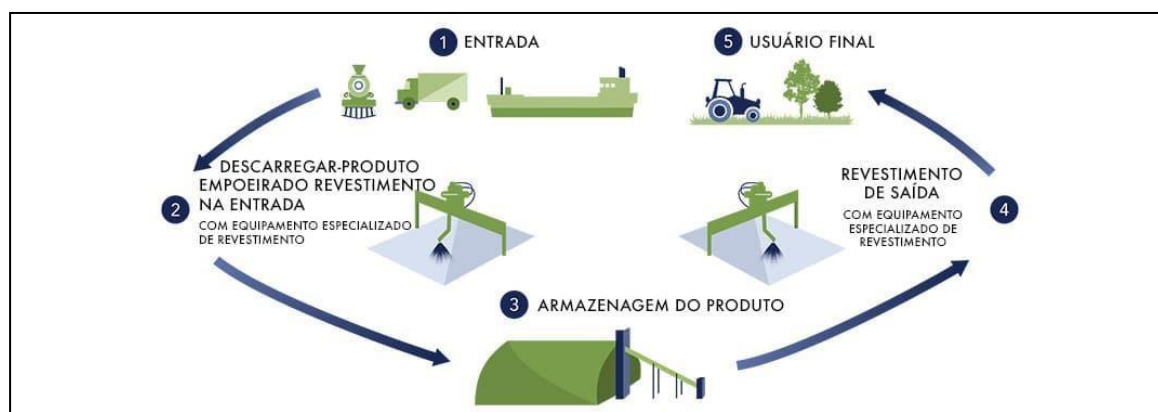 1 ENTRADA
5 USUÁRIO FINAL
2
DESCARREGAR-PRODUTO
EMPOEIRADO REVESTIMENTO
NA ENTRADA
COM EQUIPAMENTO ESPECIALIZADO
DE REVESTIMENTO
3 ARMAZENAGEM DO PRODUTO
REVESTIMENTO
DE SAÍDA
4
COM EQUIPAMENTO
ESPECIALIZADO DE
REVESTIMENTO